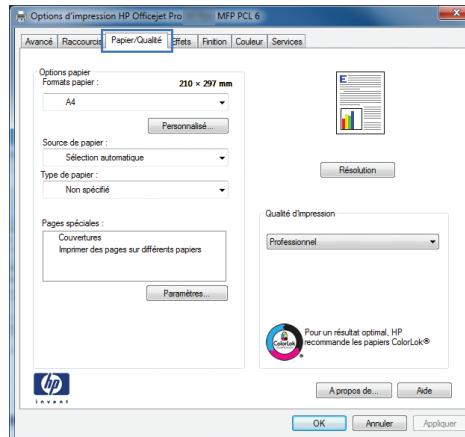 Options d'impression HP Officejet Pro MFP PCL 6
Avancé Raccourcis Papier/Qualité Effets Finition Couleur Services
Options papier
Formats papier : 210 × 297 mm
A4
Personnalisé...
Source de papier :
Sélection automatique
Type de papier :
Non spécifié
Pages spéciales :
Couvertures
Imprimer des pages sur différents papiers
Paramètres...
E
Résolution
Qualité d'impression
Professionnel
ColorLok
Pour un résultat optimal, HP
recommande les papiers ColorLok®
hp
invent
A propos de... Aide
OK Annuler Appliquer